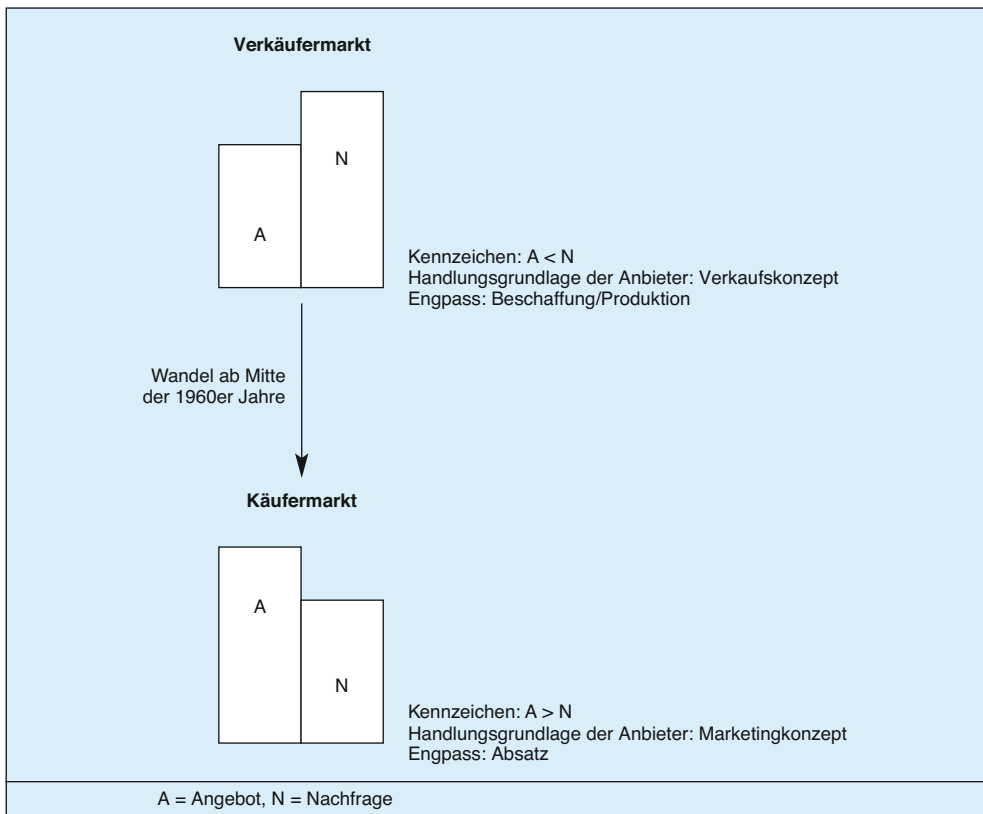 Verkäufermarkt
N
A
Kennzeichen: A < N
Handlungsgrundlage der Anbieter: Verkaufskonzept
Engpass: Beschaffung/Produktion
Wandel ab Mitte
der 1960er Jahre
Käufermarkt
A
N
Kennzeichen: A > N
Handlungsgrundlage der Anbieter: Marketingkonzept
Engpass: Absatz
A = Angebot, N = Nachfrage